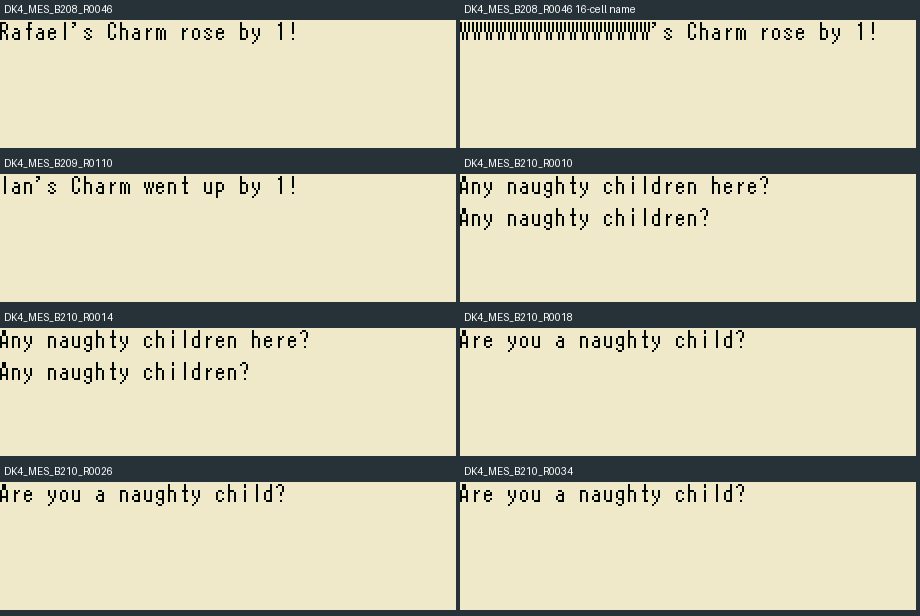 DK4_MES_B208_R0046
Rafael's Charm rose by 1!
DK4_MES_B208_R0046 16-cell name
WWWWWWWWWWWWWWWW's Charm rose by 1!
DK4_MES_B209_R0110
Ian's Charm went up by 1!
DK4_MES_B210_R0010
Any naughty children here?
Any naughty children?
DK4_MES_B210_R0014
Any naughty children here?
Any naughty children?
DK4_MES_B210_R0018
Are you a naughty child?
DK4_MES_B210_R0026
Are you a naughty child?
DK4_MES_B210_R0034
Are you a naughty child?